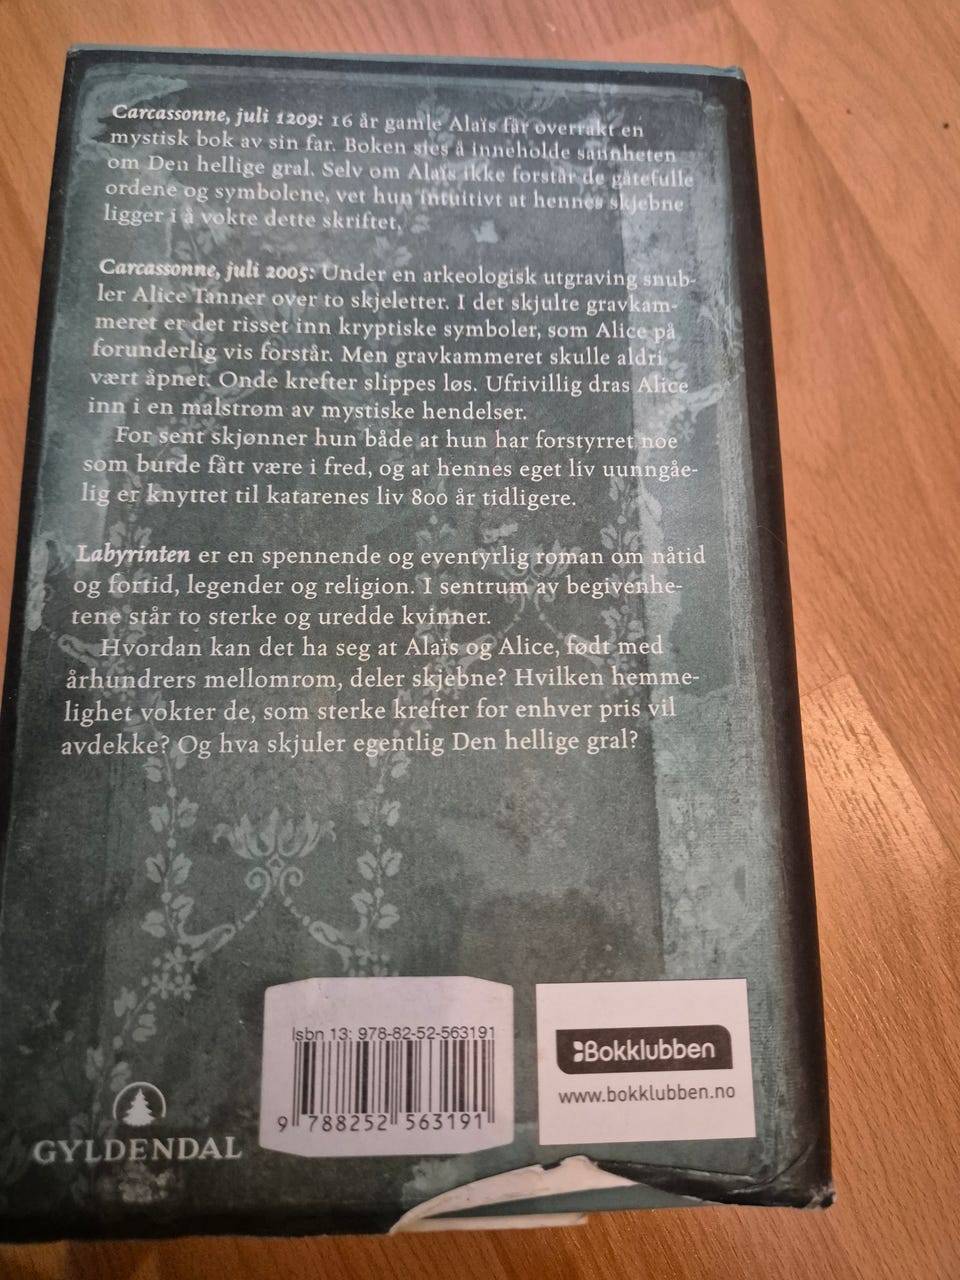 Carcassonne, juli 1209: 16 år gamle Alaïs får overrakt en
mystisk bok av sin far. Boken sies å inneholde sannheten
om Den hellige gral. Selv om Alaïs ikke forstår de gåtefulle
ordene og symbolene, vet hun intuitivt at hennes skjebne
ligger i å vokte dette skriftet.
Carcassonne, juli 2005: Under en arkeologisk utgraving snub-
ler Alice Tanner over to skjeletter. I det skjulte gravkam-
meret er det risset inn kryptiske symboler, som Alice på
forunderlig vis forstår. Men gravkammeret skulle aldri
vært åpnet. Onde krefter slippes løs. Ufrivillig dras Alice
inn i en malstrøm av mystiske hendelser.
For sent skjønner hun både at hun har forstyrret noe
som burde fått være i fred, og at hennes eget liv uunngåe-
lig er knyttet til katarenes liv 800 år tidligere.
Labyrinten er en spennende og eventyrlig roman om nåtid
og fortid, legender og religion. I sentrum av begivenhe-
tene står to sterke og uredde kvinner.
Hvordan kan det ha seg at Alaïs og Alice, født med
århundrers mellomrom, deler skjebne? Hvilken hemme-
lighet vokter de, som sterke krefter for enhver pris vil
avdekke? Og hva skjuler egentlig Den hellige gral?
Isbn 13: 978-82-52-563191
9 788252 563191
Bokklubben
www.bokklubben.no
GYLDENDAL